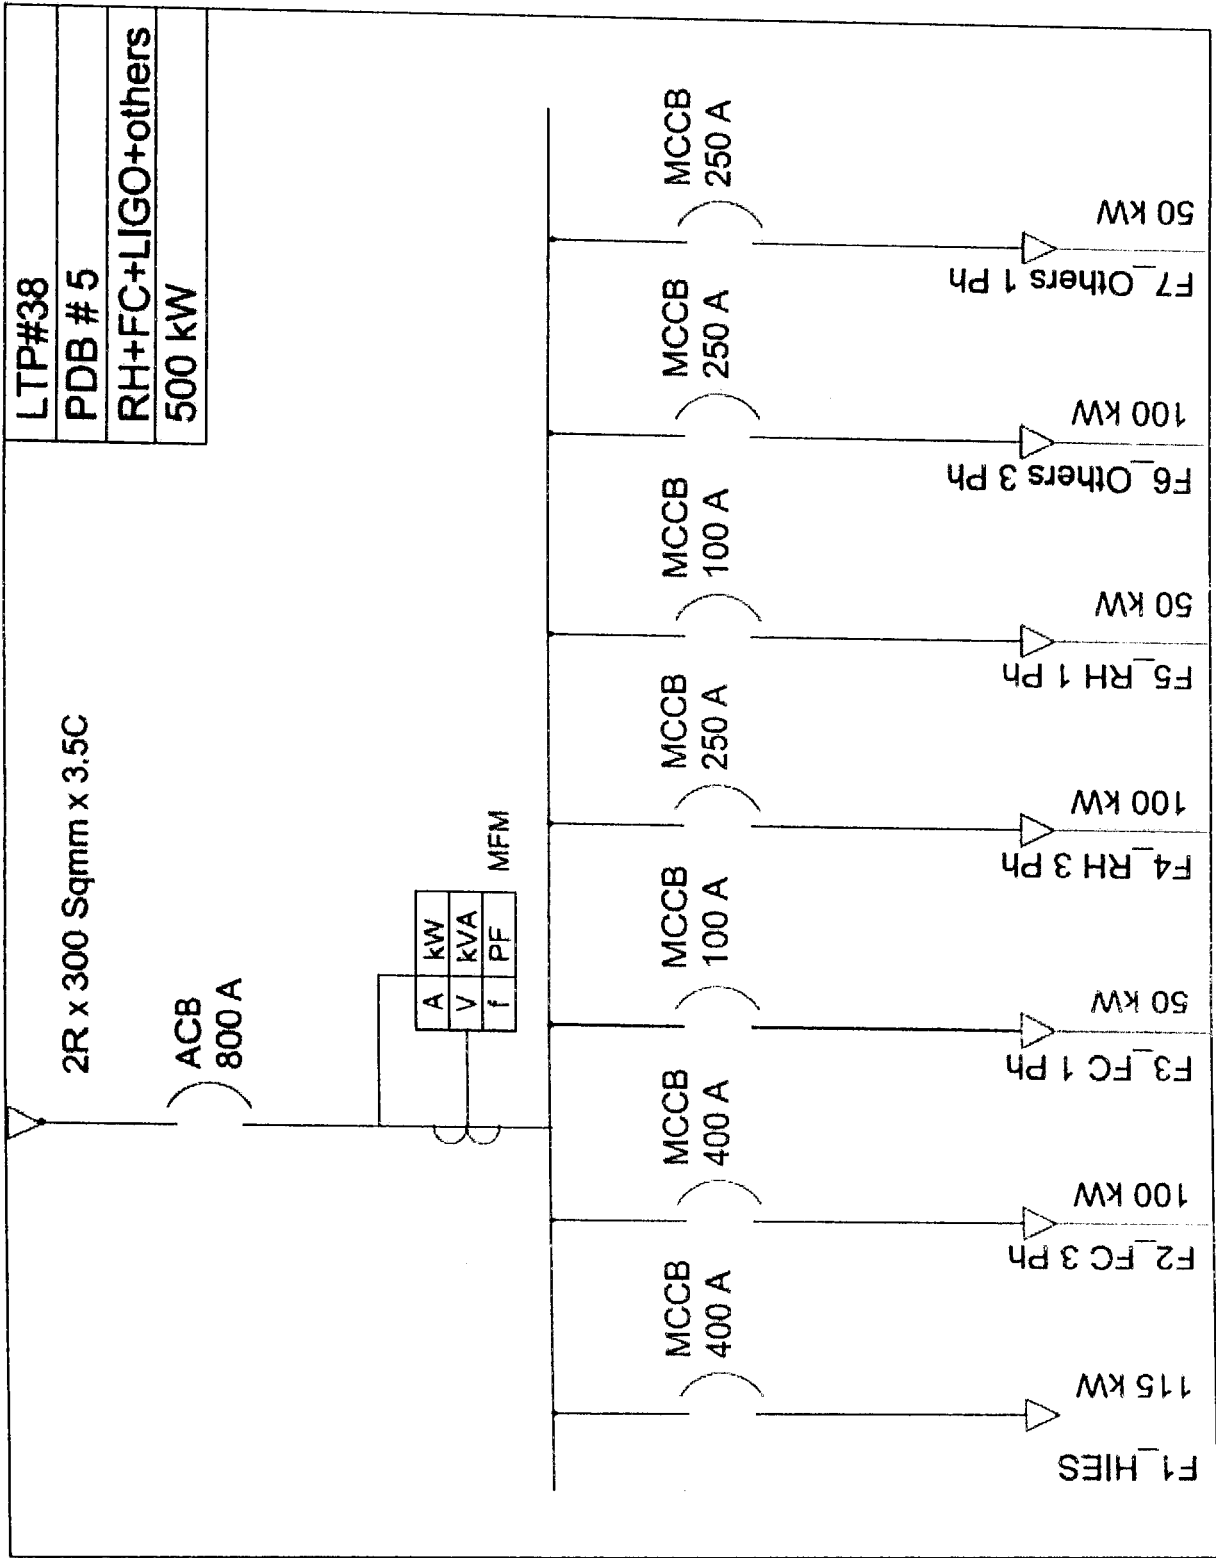 LTP#38
PDB # 5
RH+FC+LIGO+others
500 kW
2R x 300 Sqmm x 3.5C
ACB
800 A
A kW
V kVA
f PF
MFM
MCCB
400 A
MCCB
400 A
MCCB
100 A
MCCB
250 A
MCCB
100 A
MCCB
250 A
MCCB
250 A
F1_HIES
115 kW
F2_FC 3 Ph
100 kW
F3_FC 1 Ph
50 kW
F4_RH 3 Ph
100 kW
F5_RH 1 Ph
50 kW
F6_Others 3 Ph
100 kW
F7_Others 1 Ph
50 kW